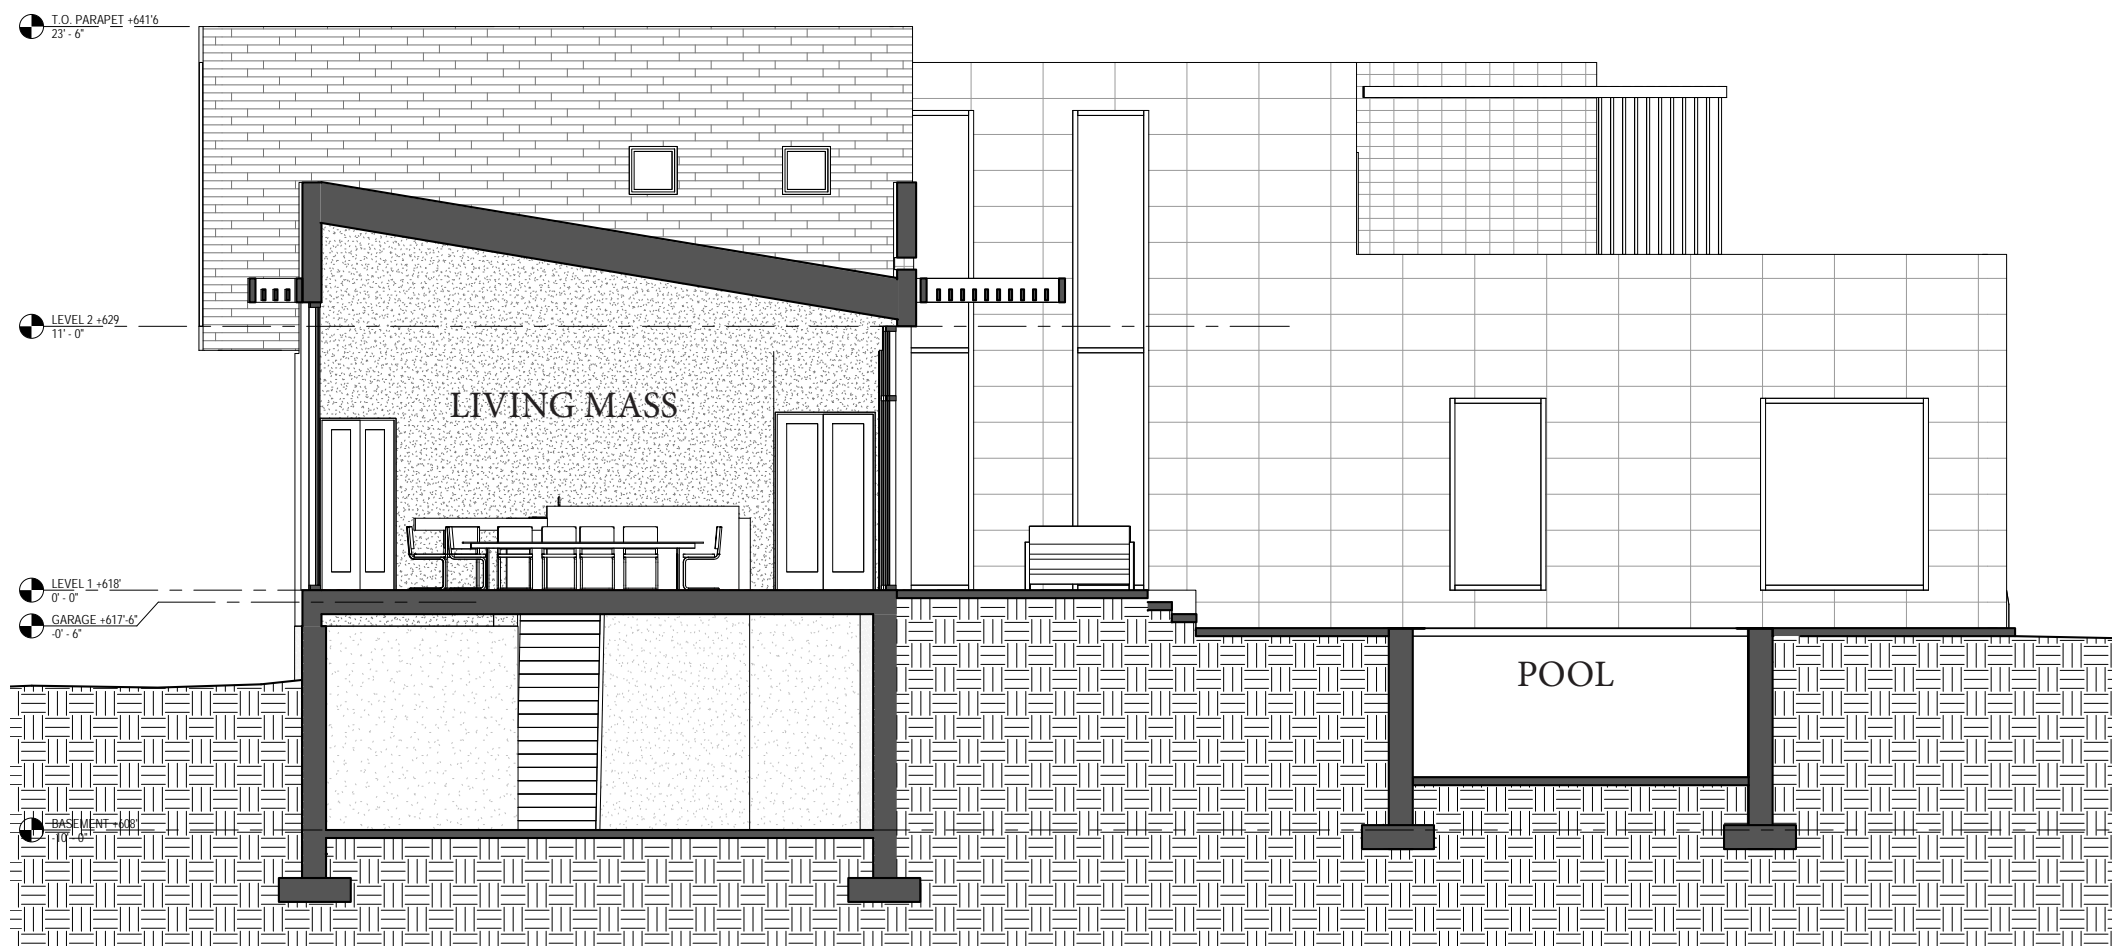 T.O. PARAPET +641'6
23' - 6"
LEVEL 2 +629
11' - 0"
LIVING MASS
LEVEL 1 +618'
0' - 0"
GARAGE +617'-6"
-0' - 6"
POOL
BASEMENT +608'
-10' - 0"